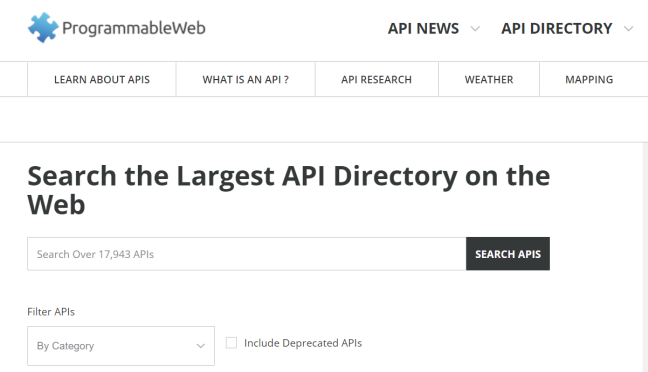 ProgrammableWeb
API NEWS API DIRECTORY
LEARN ABOUT APIS WHAT IS AN API ? API RESEARCH WEATHER MAPPING
Search the Largest API Directory on the
Web
Search Over 17,943 APIs SEARCH APIS
Filter APIs
By Category Include Deprecated APIs